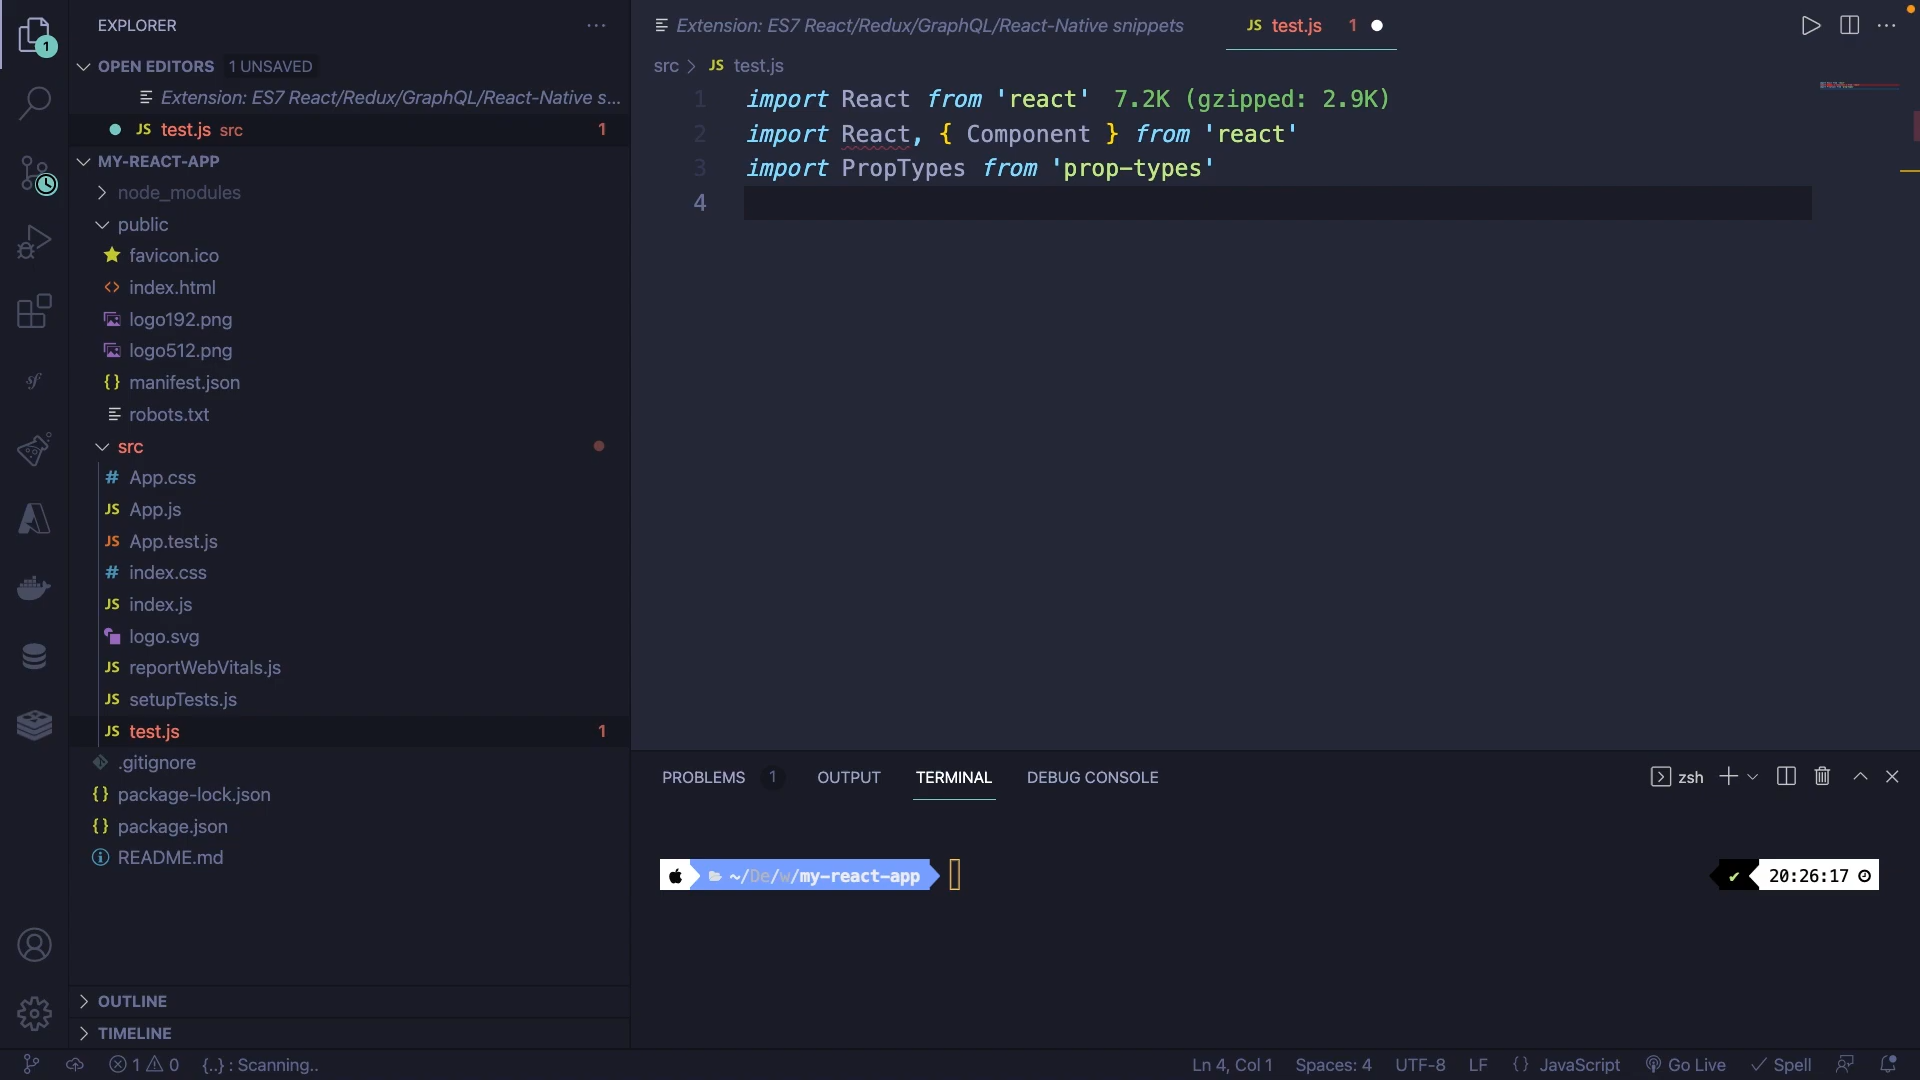 EXPLORER
OPEN EDITORS 1 UNSAVED
Extension: ES7 React/Redux/GraphQL/React-Native s...
JS test.js src 1
MY-REACT-APP
node_modules
public
favicon.ico
index.html
logo192.png
logo512.png
manifest.json
robots.txt
src
App.css
JS App.js
JS App.test.js
index.css
JS index.js
logo.svg
JS reportWebVitals.js
JS setupTests.js
JS test.js 1
.gitignore
package-lock.json
package.json
README.md
OUTLINE
TIMELINE
1
Extension: ES7 React/Redux/GraphQL/React-Native snippets
JS test.js 1
src > JS test.js
1 import React from 'react' 7.2K (gzipped: 2.9K)
2 import React, { Component } from 'react'
3 import PropTypes from 'prop-types'
4
PROBLEMS 1 OUTPUT TERMINAL DEBUG CONSOLE
zsh
~/De/w/my-react-app
20:26:17
1 0 {..} : Scanning..
Ln 4, Col 1 Spaces: 4 UTF-8 LF {} JavaScript Go Live Spell